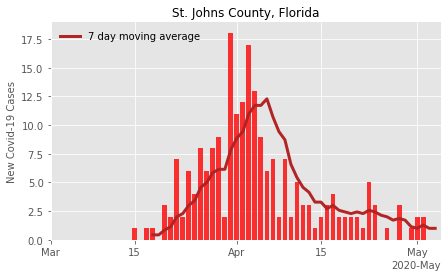 St. Johns County, Florida
7 day moving average
New Covid-19 Cases
17.5
15.0
12.5
10.0
7.5
5.0
2.5
0.0
Mar
15
Apr
15
May
2020-May